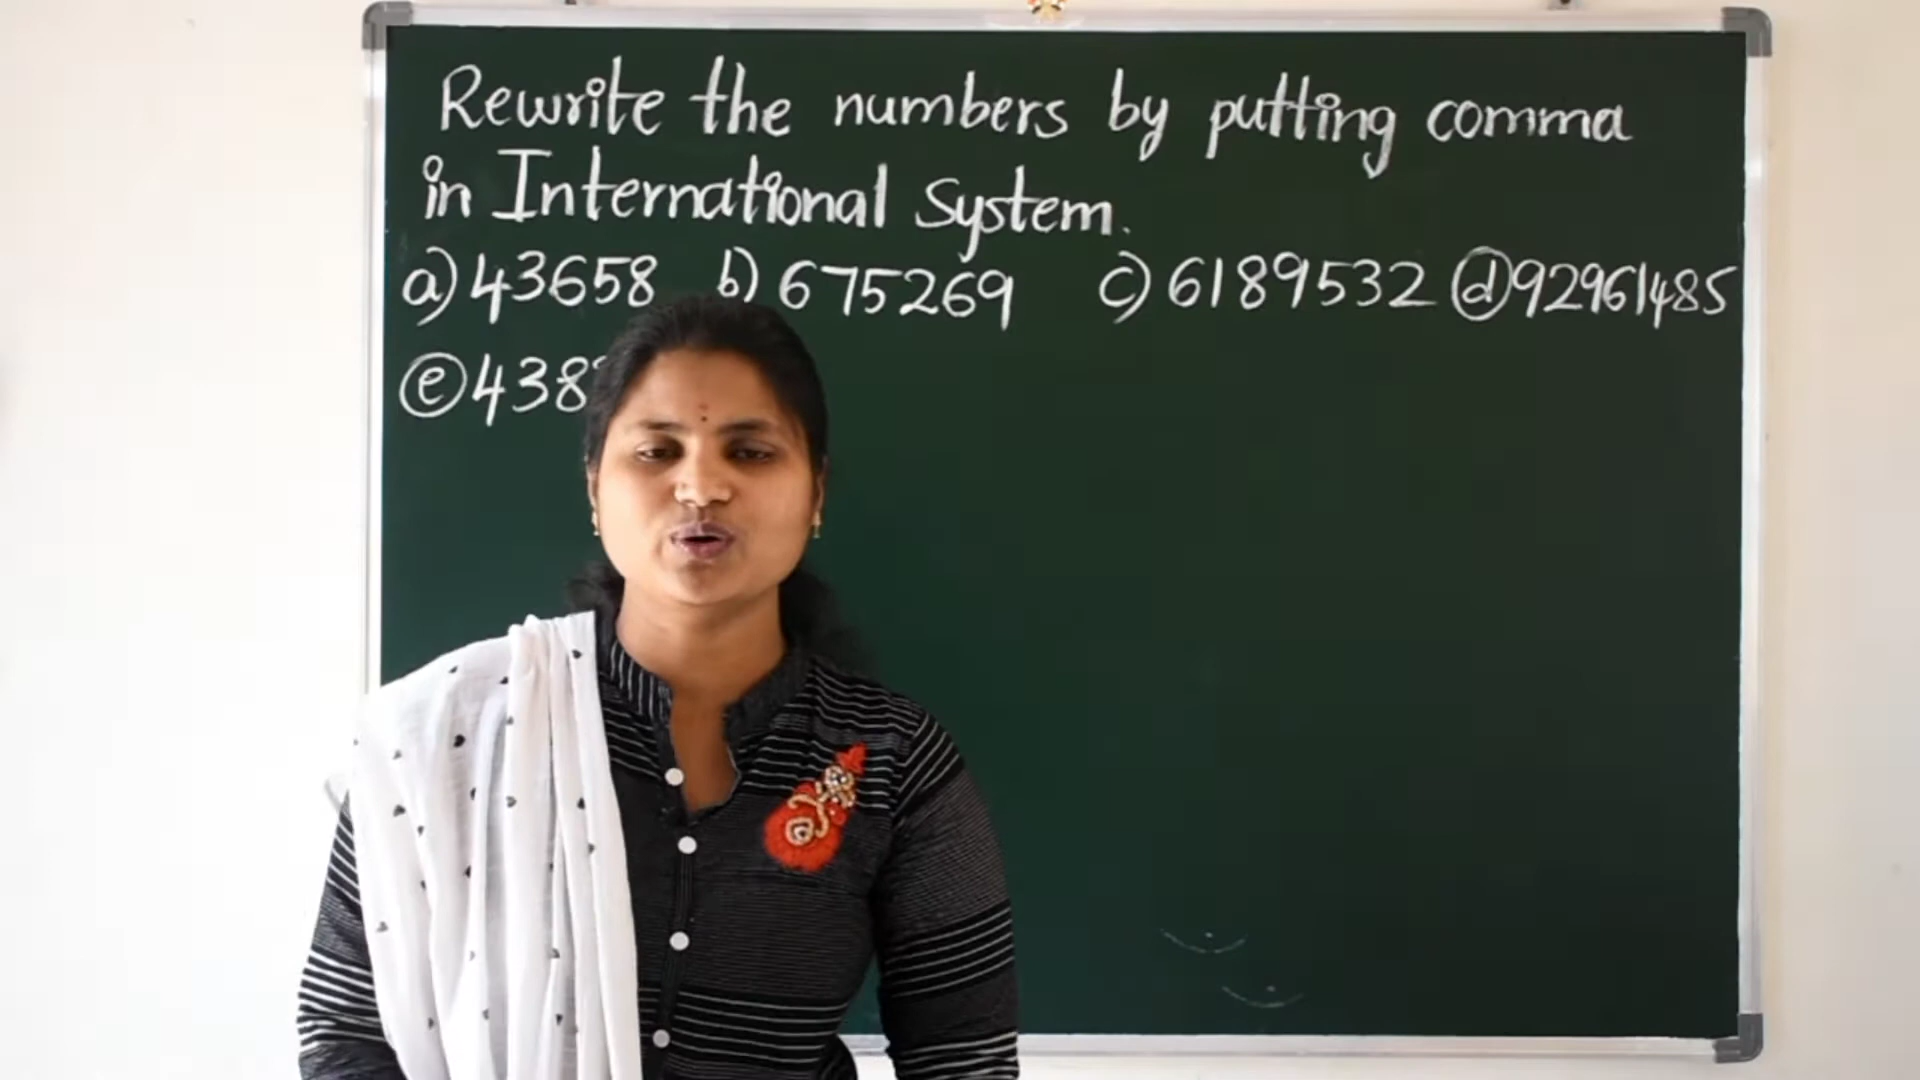 Rewrite the numbers by putting comma
in International System.
a) 43658 b) 675269 c) 6189532 d) 92961485
e) 438